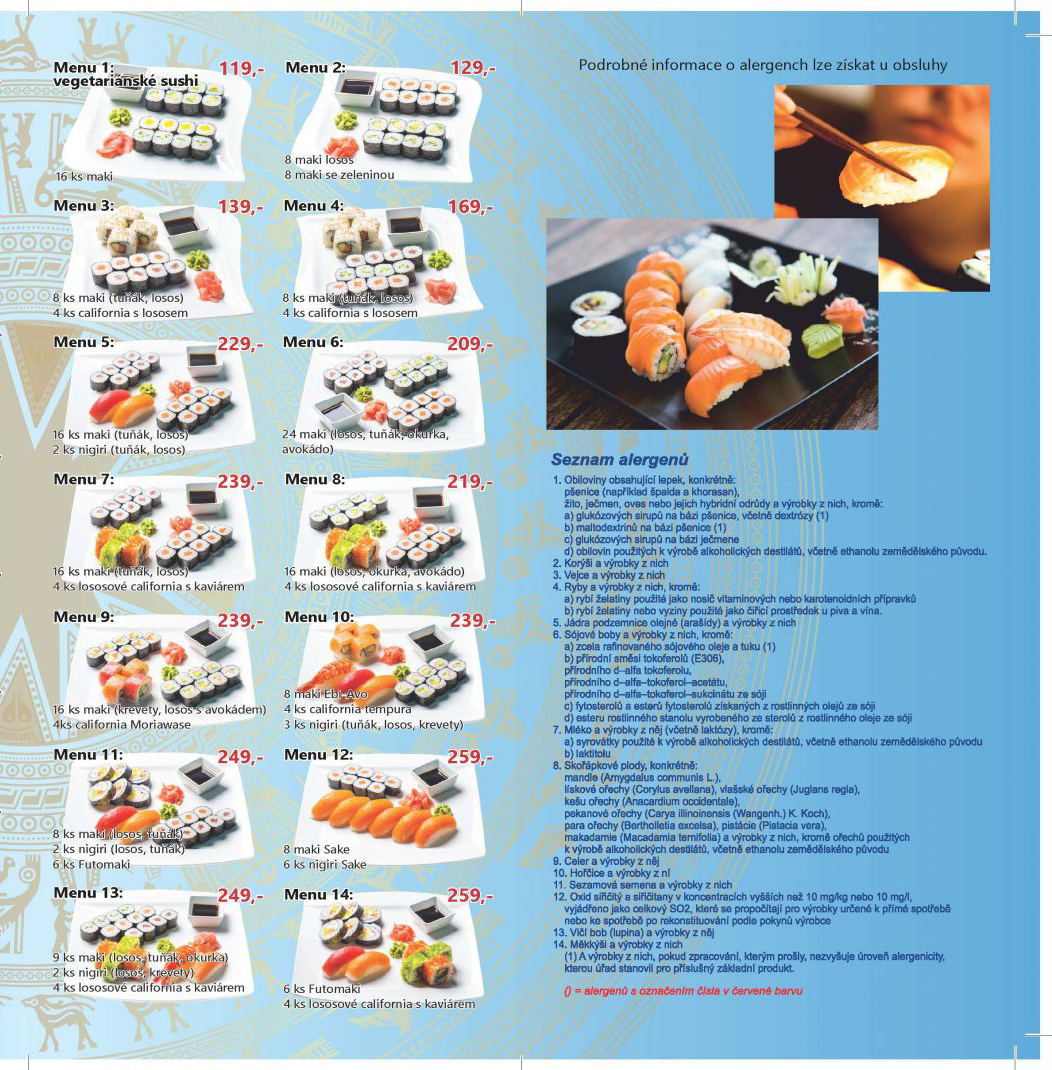 Menu 1: 119,-
vegetariánské sushi
16 ks maki
Menu 2: 129,-
8 maki losos
8 maki se zeleninou
Menu 3: 139,-
8 ks maki (tuňák, losos)
4 ks california s lososem
Menu 4: 169,-
8 ks maki (tuňák, losos)
4 ks california s lososem
Menu 5: 229,-
16 ks maki (tuňák, losos)
2 ks nigiri (tuňák, losos)
Menu 6: 209,-
24 maki (losos, tuňák, okurka,
avokádo)
Menu 7: 239,-
16 ks maki (tuňák, losos)
4 ks lososové california s kaviárem
Menu 8: 219,-
16 maki (losos, okurka, avokádo)
4 ks lososové california s kaviárem
Menu 9: 239,-
16 ks maki (krevety, losos s avokádem)
4ks california Moriawase
Menu 10: 239,-
8 maki Ebi-Avo
4 ks california tempura
3 ks nigiri (tuňák, losos, krevety)
Menu 11: 249,-
8 ks maki (losos, tuňák)
2 ks nigiri (losos, tuňák)
6 ks Futomaki
Menu 12: 259,-
8 maki Sake
6 ks nigiri Sake
Menu 13: 249,-
9 ks maki (losos, tuňák, okurka)
2 ks nigiri (losos, krevety)
4 ks lososové california s kaviárem
Menu 14: 259,-
6 ks Futomaki
4 ks lososové california s kaviárem
Podrobné informace o alergench lze získat u obsluhy
Seznam alergenů
1. Obiloviny obsahující lepek, konkrétně:
pšenice (například špalda a khorasan),
žito, ječmen, oves nebo jejich hybridní odrůdy a výrobky z nich, kromě:
a) glukózových sirupů na bázi pšenice, včetně dextrózy (1)
b) maltodextrinů na bázi pšenice (1)
c) glukózových sirupů na bázi ječmene
d) obilovin použitých k výrobě alkoholických destilátů, včetně ethanolu zemědělského původu.
2. Korýši a výrobky z nich
3. Vejce a výrobky z nich
4. Ryby a výrobky z nich, kromě:
a) rybí želatiny použité jako nosič vitaminových nebo karotenoidních přípravků
b) rybí želatiny nebo vyziny použité jako čiřicí prostředek u piva a vína.
5. Jádra podzemnice olejné (arašídy) a výrobky z nich
6. Sójové boby a výrobky z nich, kromě:
a) zcela rafinovaného sójového oleje a tuku (1)
b) přírodní směsi tokoferolů (E306),
přírodního d–alfa tokoferolu,
přírodního d–alfa–tokoferol–acetátu,
přírodního d–alfa–tokoferol–sukcinátu ze sóji
c) fytosterolů a esterů fytosterolů získaných z rostlinných olejů ze sóji
d) esteru rostlinného stanolu vyrobeného ze sterolů z rostlinného oleje ze sóji
7. Mléko a výrobky z něj (včetně laktózy), kromě:
a) syrovátky použité k výrobě alkoholických destilátů, včetně ethanolu zemědělského původu
b) laktitolu
8. Skořápkové plody, konkrétně:
mandle (Amygdalus communis L.),
lískové ořechy (Corylus avellana), vlašské ořechy (Juglans regia),
kešu ořechy (Anacardium occidentale),
pekanové ořechy (Carya illinoinensis (Wangenh.) K. Koch),
para ořechy (Bertholletia excelsa), pistácie (Pistacia vera),
makadamie (Macadamia ternifolia) a výrobky z nich, kromě ořechů použitých
k výrobě alkoholických destilátů, včetně ethanolu zemědělského původu
9. Celer a výrobky z něj
10. Hořčice a výrobky z ní
11. Sezamová semena a výrobky z nich
12. Oxid siřičitý a siřičitany v koncentracích vyšších než 10 mg/kg nebo 10 mg/l,
vyjádřeno jako celkový SO2, které se propočítají pro výrobky určené k přímé spotřebě
nebo ke spotřebě po rekonstituování podle pokynů výrobce
13. Vlčí bob (lupina) a výrobky z něj
14. Měkkýši a výrobky z nich
(1) A výrobky z nich, pokud zpracování, kterým prošly, nezvyšuje úroveň alergenicity,
kterou úřad stanovil pro příslušný základní produkt.
() = alergenů s označením čísla v červené barvu